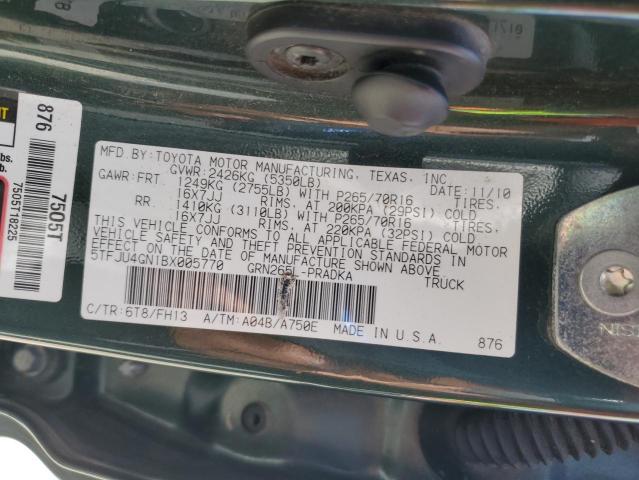 MFD.BY:TOYOTA MOTOR MANUFACTURING, TEXAS, INC.
GVWR:2426KG (5350LB) DATE:11/10
GAWR:FRT. 1249KG (2755LB) WITH P265/70R16 TIRES,
16X7JJ RIMS, AT 200KPA (29PSI) COLD
RR. 1410KG (3110LB) WITH P265/70R16 TIRES,
16X7JJ RIMS, AT 220KPA (32PSI) COLD
THIS VEHICLE CONFORMS TO ALL APPLICABLE FEDERAL MOTOR
VEHICLE SAFETY AND THEFT PREVENTION STANDARDS IN
EFFECT ON THE DATE OF MANUFACTURE SHOWN ABOVE.
5TFJU4GN1BX005770 -PRADKA TRUCK
C/TR:6T8/FH13 A/TM:A04B/A750E MADE IN U.S.A.
876
876
7505T
7505T18225
lbs.